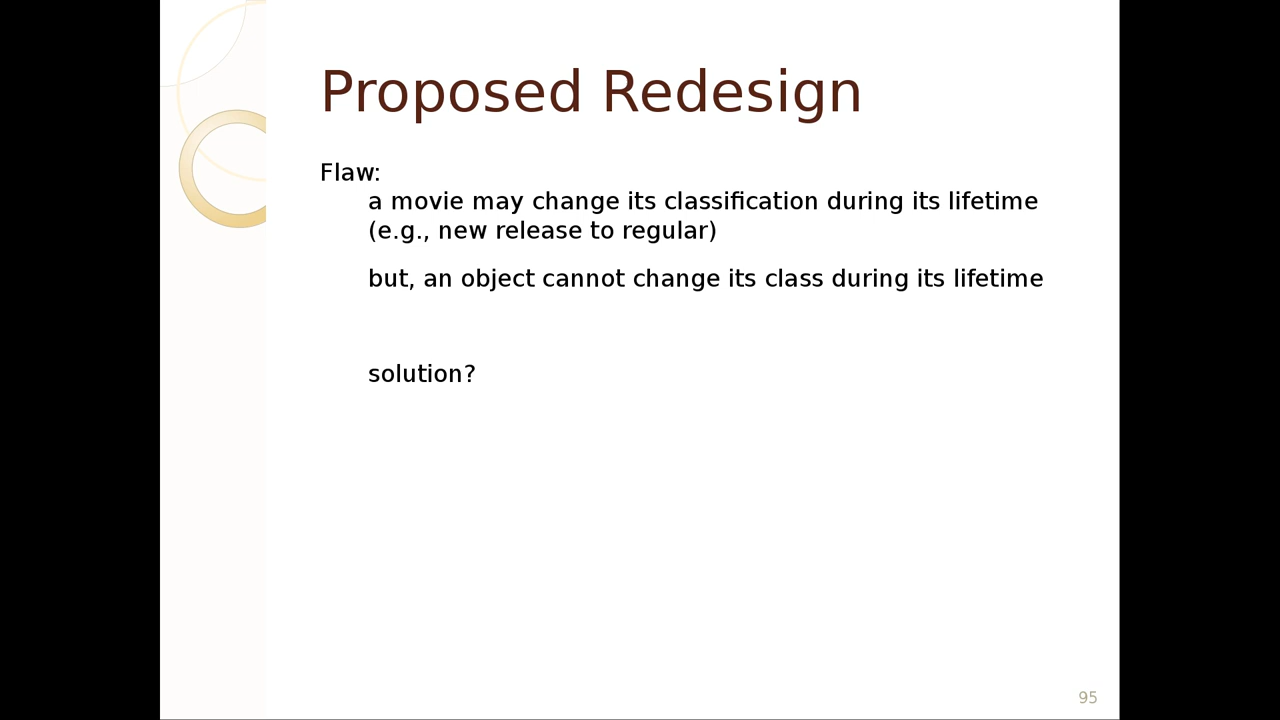 Proposed Redesign
Flaw:
a movie may change its classification during its lifetime
(e.g., new release to regular)
but, an object cannot change its class during its lifetime
solution?
95